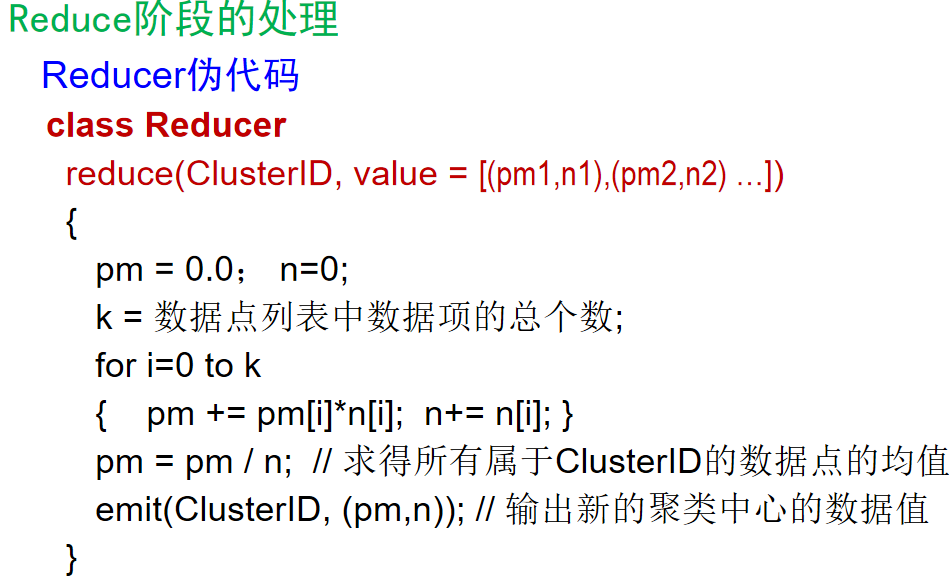 Reduce阶段的处理
Reducer伪代码
class Reducer
reduce(ClusterID, value = [(pm1,n1),(pm2,n2) …])
{
pm = 0.0； n=0;
k = 数据点列表中数据项的总个数;
for i=0 to k
{ pm += pm[i]*n[i]; n+= n[i]; }
pm = pm / n; // 求得所有属于ClusterID的数据点的均值
emit(ClusterID, (pm,n)); // 输出新的聚类中心的数据值
}